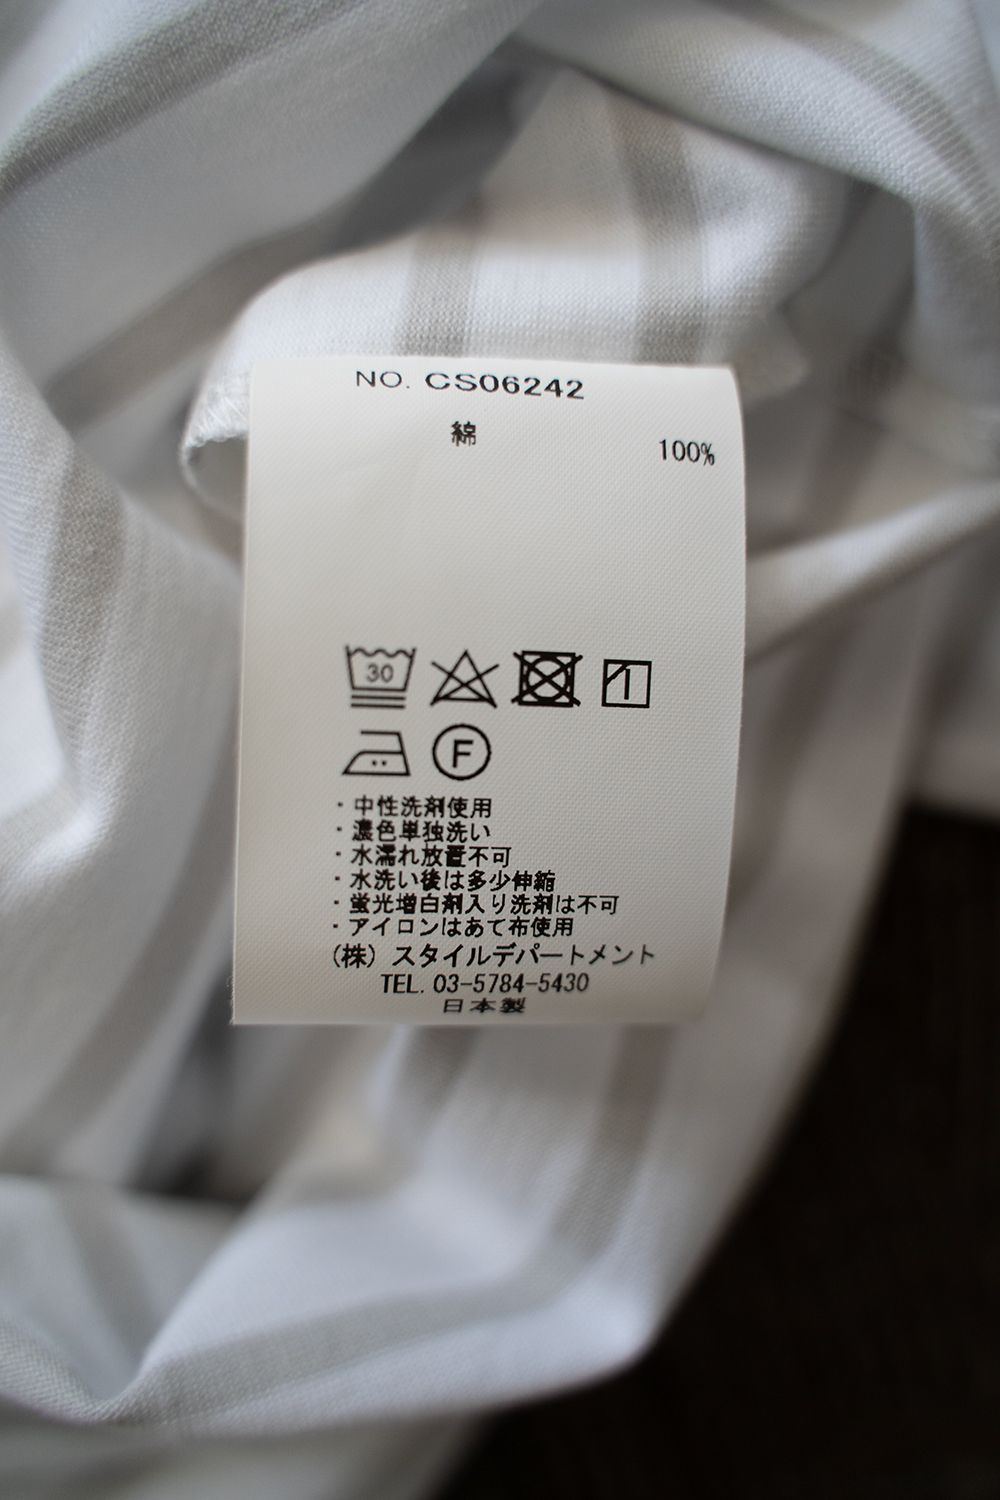 NO. CS06242
綿 100%
30
F
・中性洗剤使用
・濃色単独洗い
・水濡れ放置不可
・水洗い後は多少伸縮
・蛍光増白剤入り洗剤は不可
・アイロンはあて布使用
(株) スタイルデパートメント
TEL. 03-5784-5430
日本製